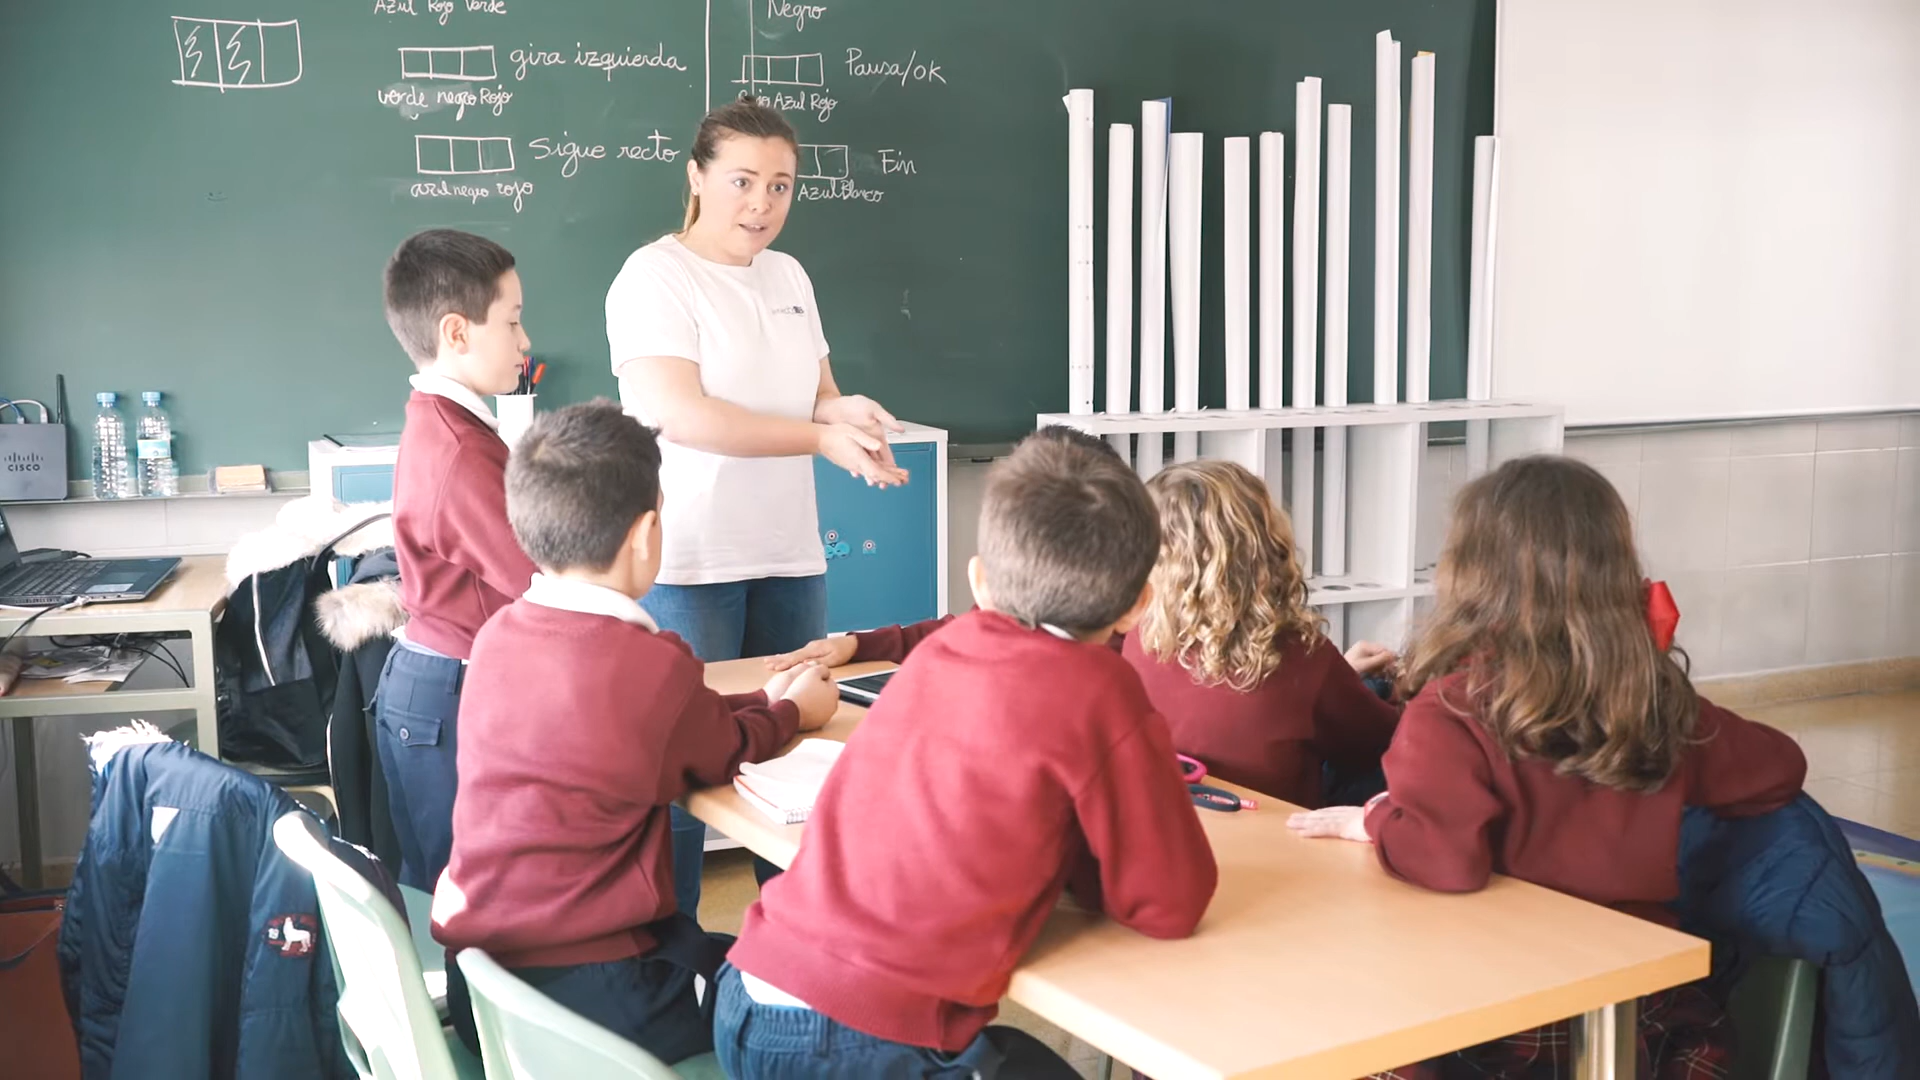 Azul Rojo Verde
gira izquierda
verde negro Rojo
Sigue recto
azul negro rojo
Negro
Pausa/ok
Rojo Azul Rojo
Fin
Azul Blanco
CISCO